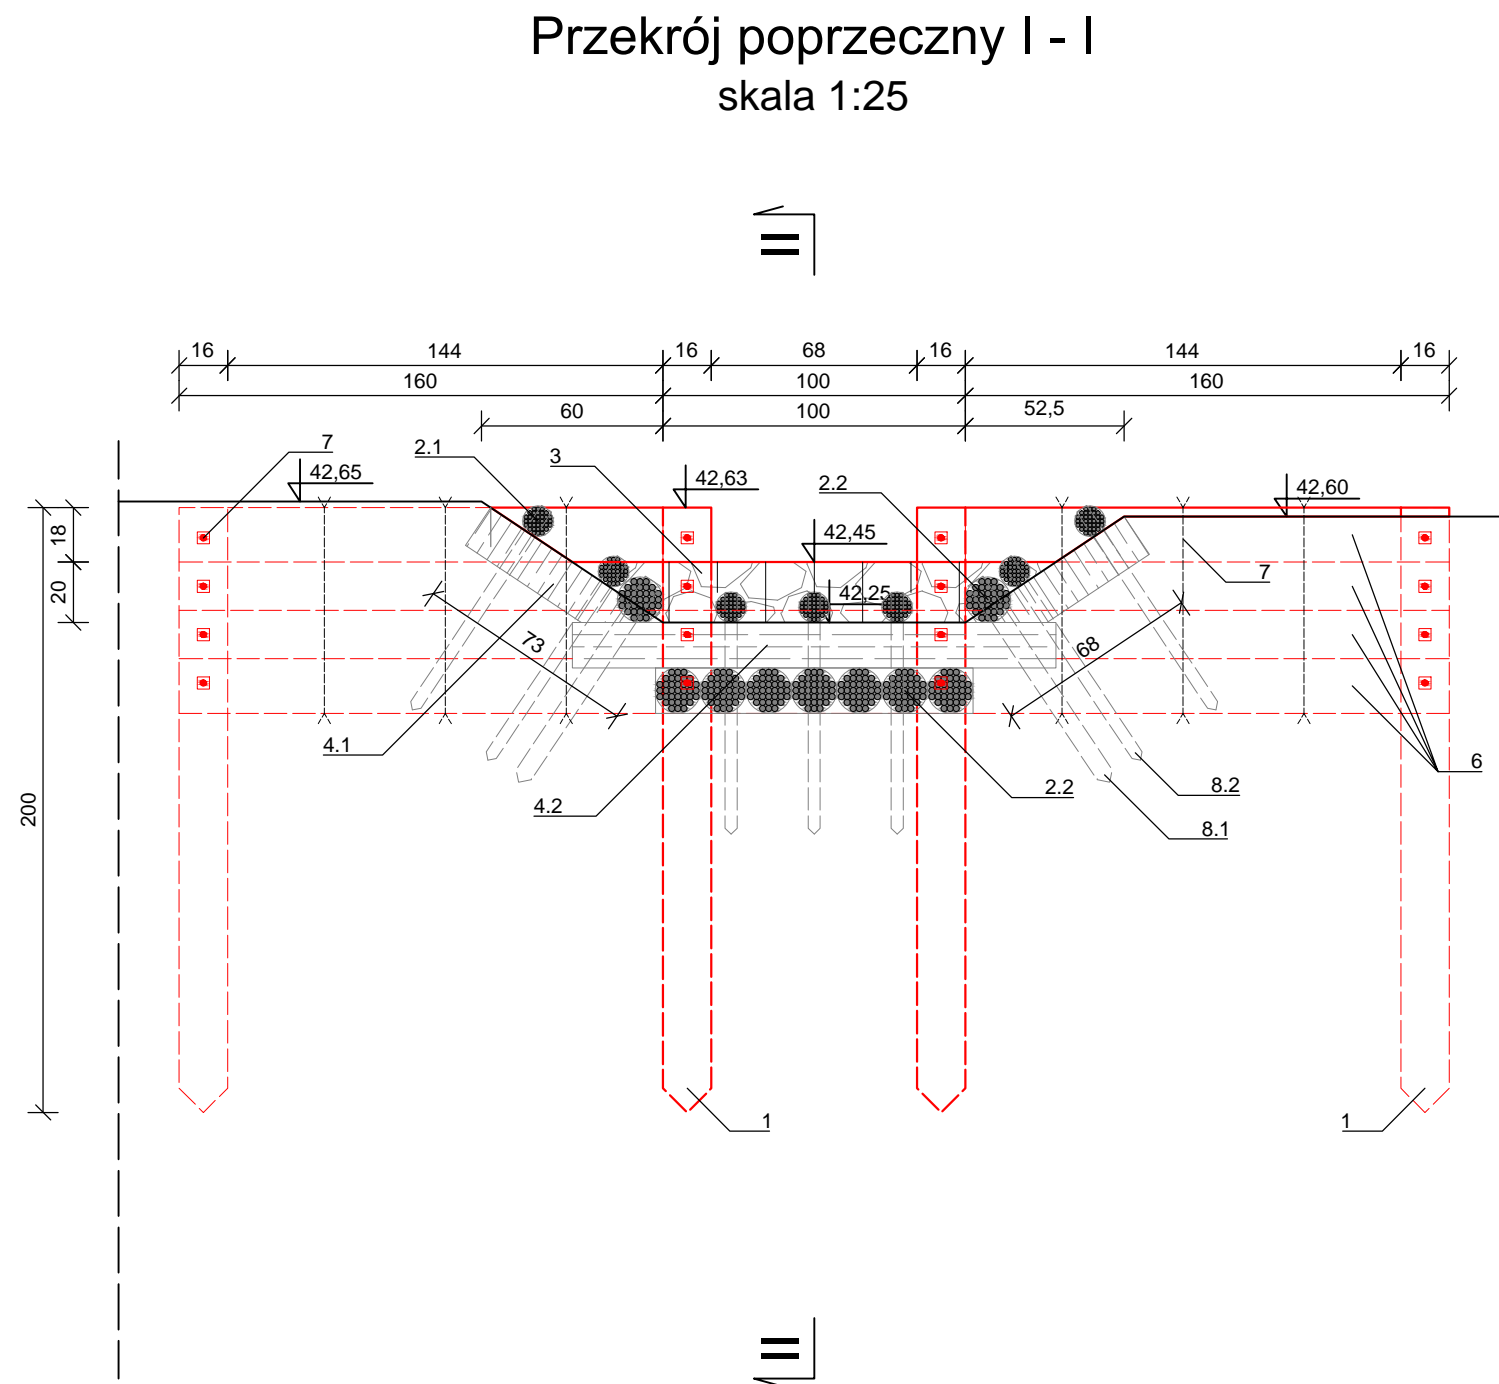 Przekrój poprzeczny I - I
skala 1:25
II
16 144 16 68 16 144 16
160 100 160
60 100 52,5
7 2.1 3 42,65 42,63 2.2 42,60
18 42,45
20 42,25 7
73 68
4.1 6
200 4.2 2.2 8.2
8.1
1 1
II